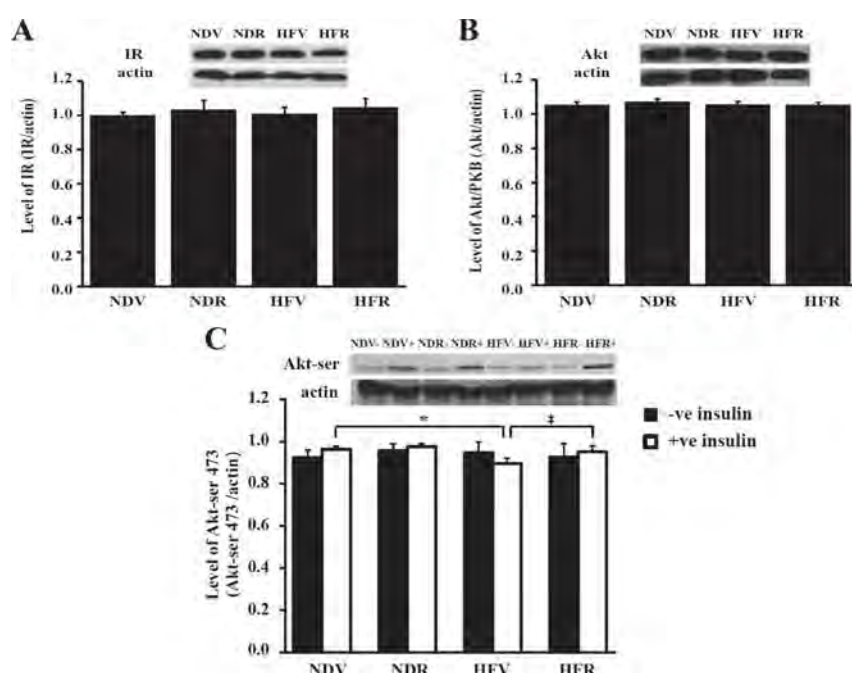 A
NDV NDR HFV HFR
IR
actin
Level of IR (IR/actin)
1.2
1.0
0.8
0.6
0.4
0.2
0.0
NDV NDR HFV HFR
B
NDV NDR HFV HFR
Akt
actin
Level of Akt/PKB (Akt/actin)
1.2
1.0
0.8
0.6
0.4
0.2
0.0
NDV NDR HFV HFR
C
NDV- NDV+ NDR- NDR+ HFV- HFV+ HFR- HFR+
Akt-ser
actin
Level of Akt-ser 473
(Akt-ser 473 /actin)
1.2
1.0
0.8
0.6
0.4
0.2
0.0
* ‡
NDV NDR HFV HFR
-ve insulin
+ve insulin